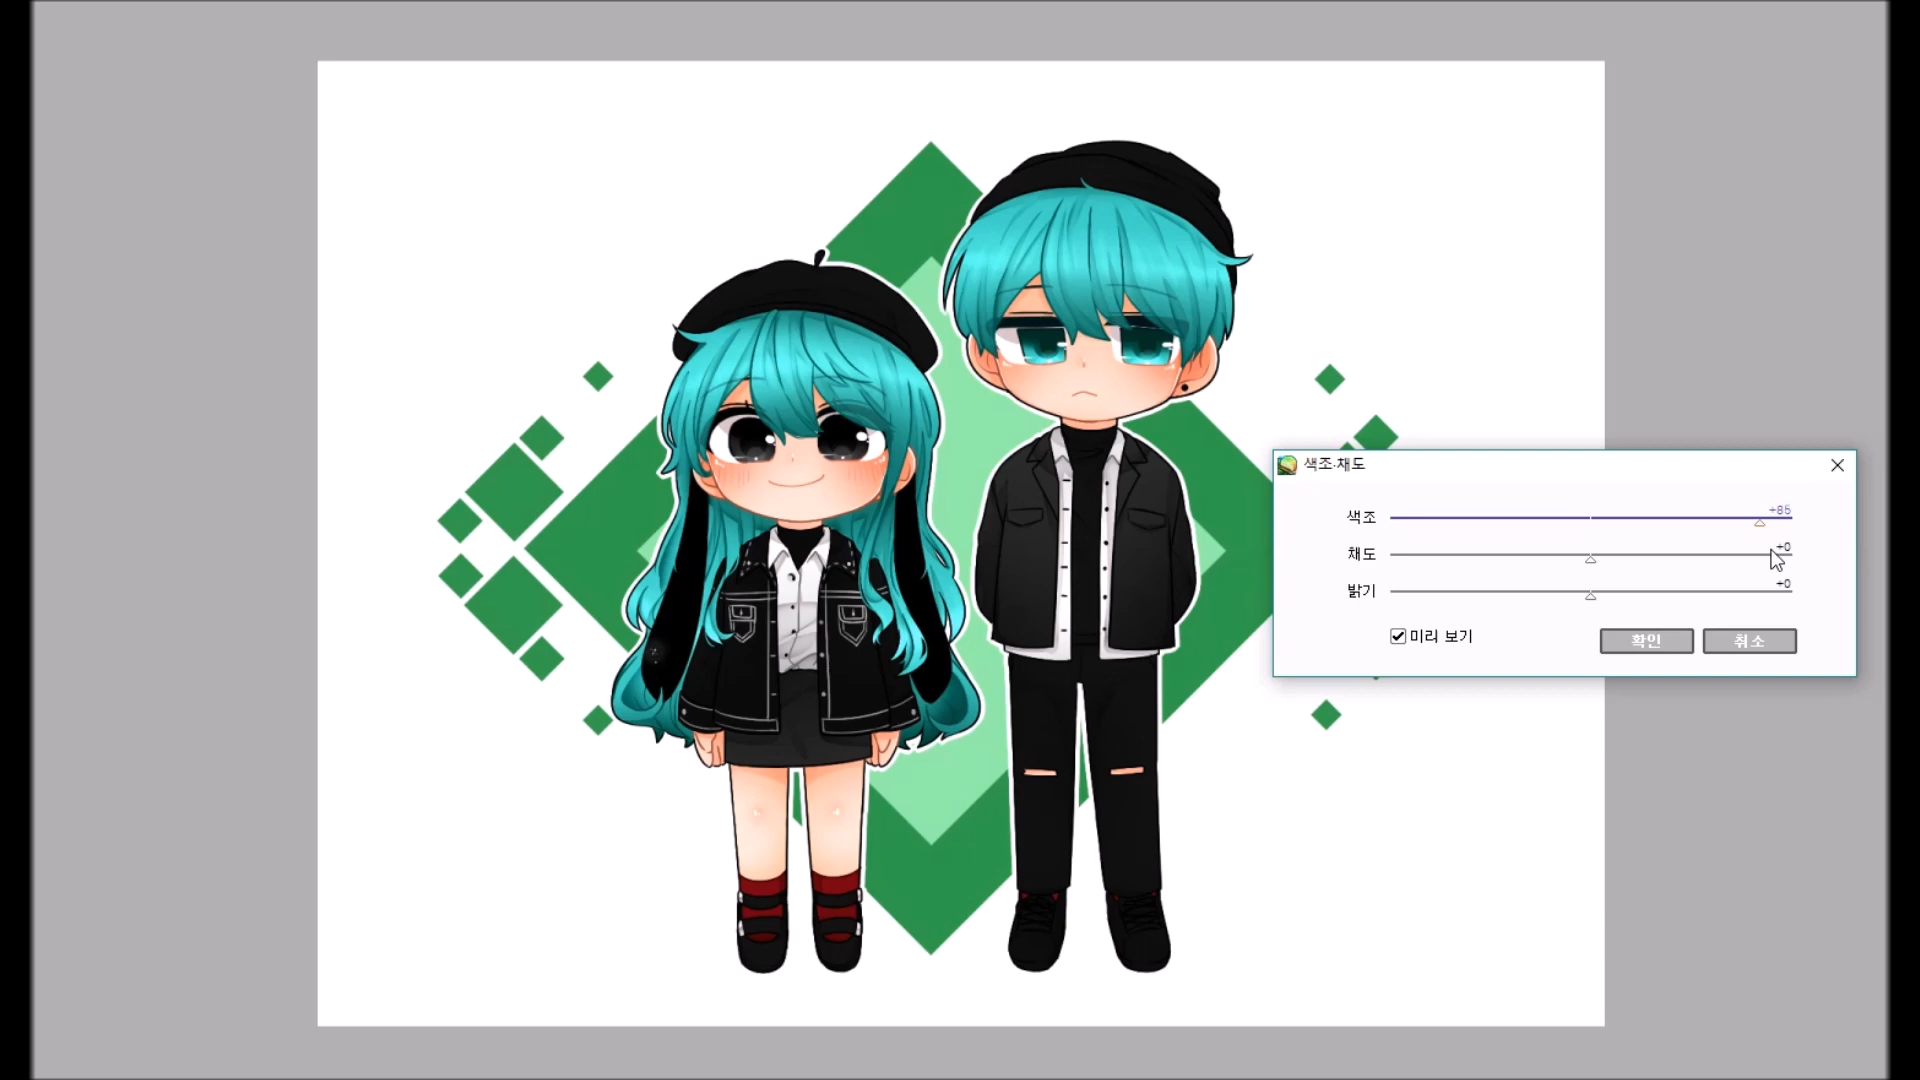 색조·채도
색조 +85
채도 +0
밝기 +0
미리 보기
확인 취소